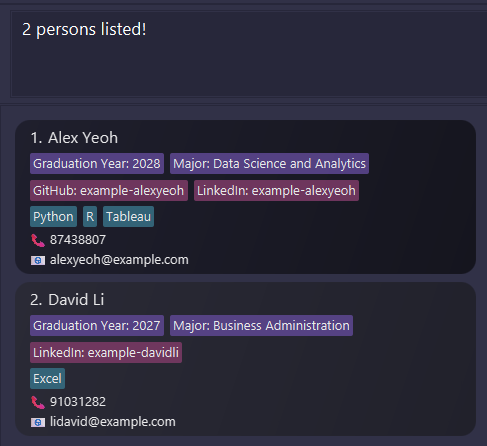 2 persons listed!
1. Alex Yeoh
Graduation Year: 2028 Major: Data Science and Analytics
GitHub: example-alexyeoh LinkedIn: example-alexyeoh
Python R Tableau
87438807
alexyeoh@example.com
2. David Li
Graduation Year: 2027 Major: Business Administration
LinkedIn: example-davidli
Excel
91031282
lidavid@example.com